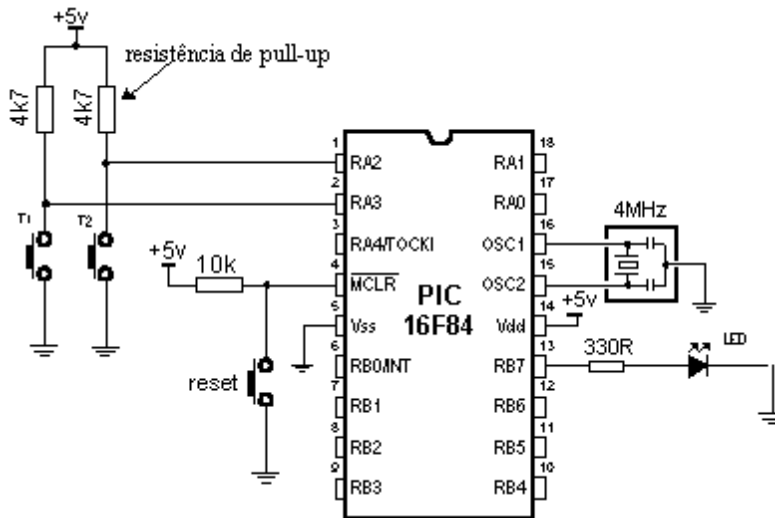 +5v
resistência de pull-up
4k7
4k7
T1
T2
+5v
10k
reset
1
RA2
2
RA3
3
RA4/TOCKI
4
MCLR
5
Vss
6
RB0/INT
7
RB1
8
RB2
9
RB3
PIC
16F84
18
RA1
17
RA0
16
OSC1
15
OSC2
14
Vdd
13
RB7
12
RB6
11
RB5
10
RB4
4MHz
+5v
330R
LED